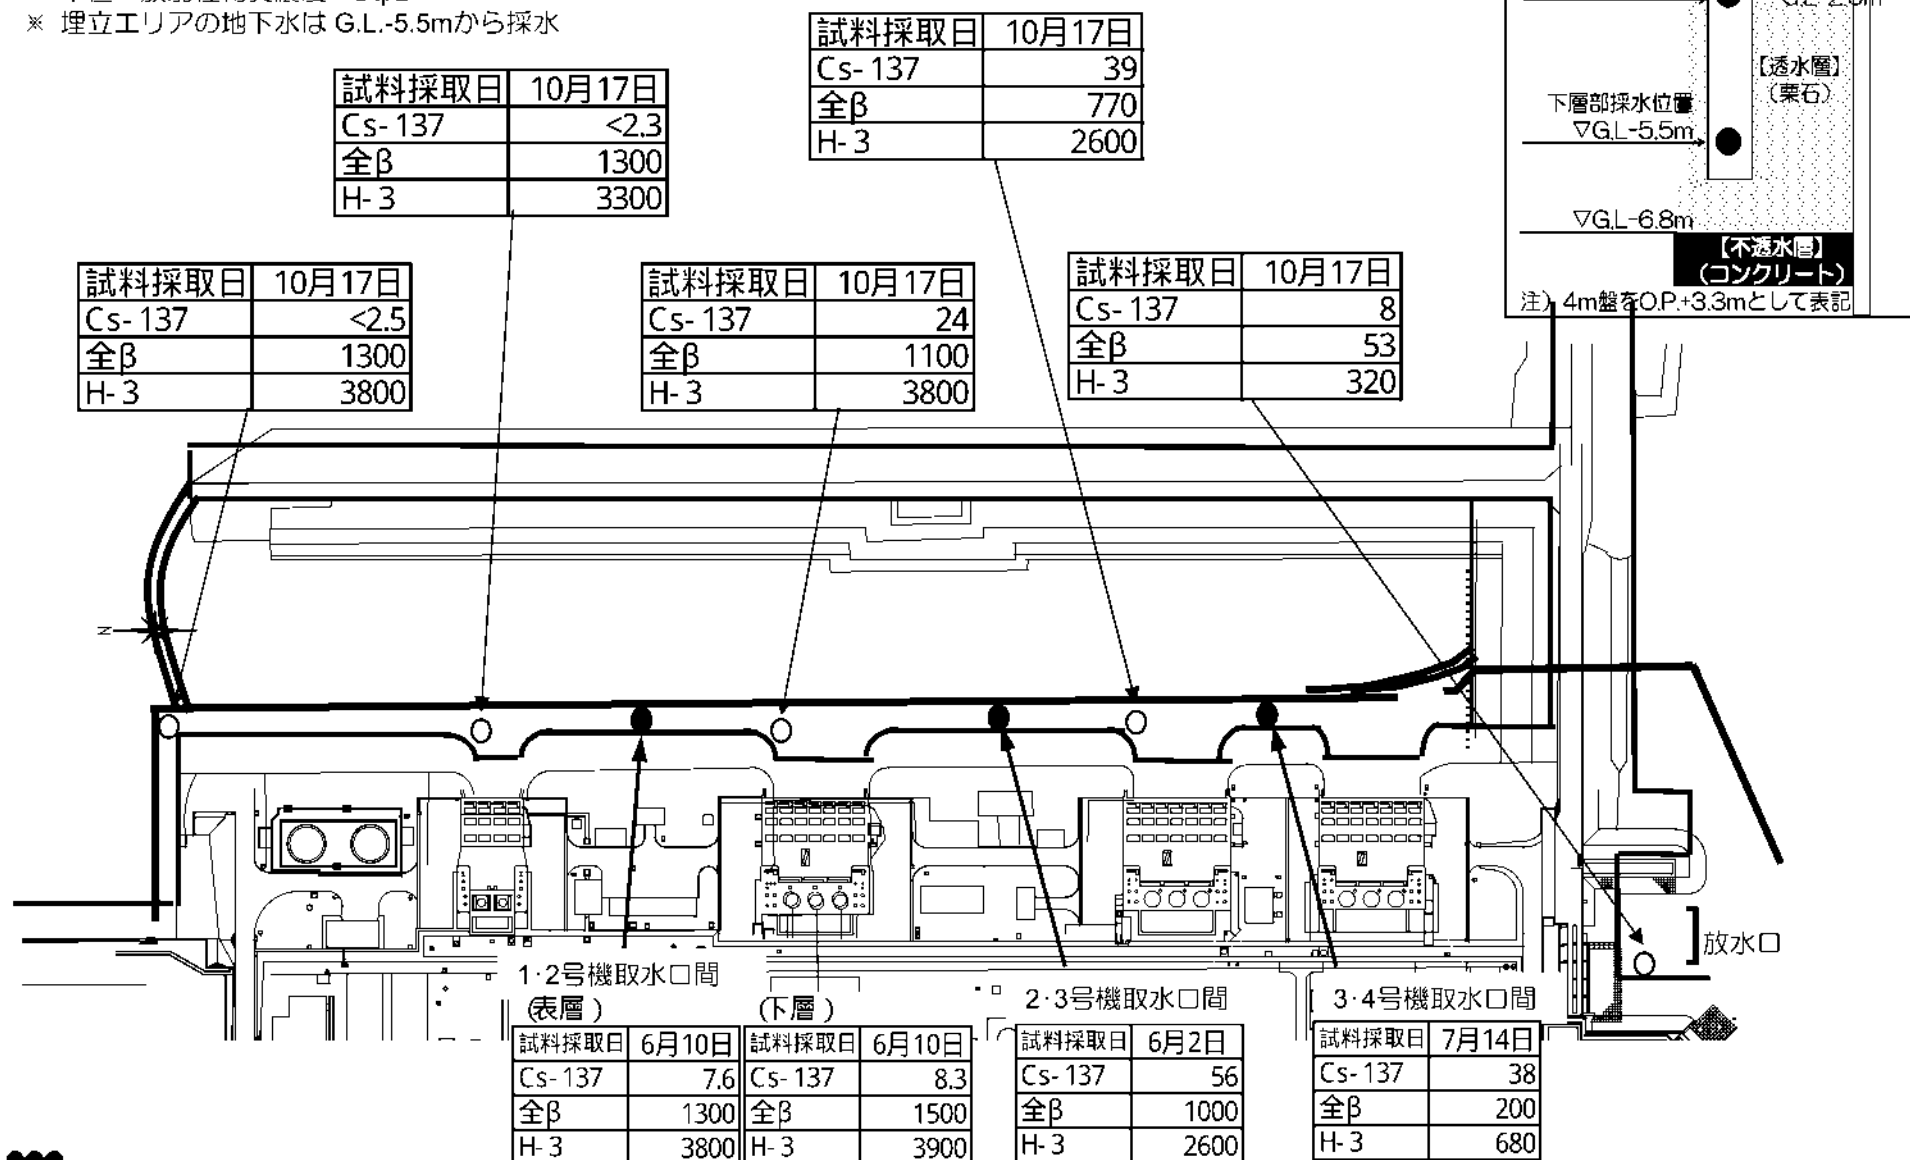 ※ 埋立エリアの地下水は G.L.-5.5mから採水
試料採取日 10月17日
Cs-137 <2.3
全β 1300
H-3 3300
試料採取日 10月17日
Cs-137 39
全β 770
H-3 2600
【透水層】
（栗石）
下層部採水位置
▽G.L-5.5m
▽G.L-6.8m
【不透水層】
（コンクリート）
注）4m盤をO.P.+3.3mとして表記
試料採取日 10月17日
Cs-137 <2.5
全β 1300
H-3 3800
試料採取日 10月17日
Cs-137 24
全β 1100
H-3 3800
試料採取日 10月17日
Cs-137 8
全β 53
H-3 320
N
放水口
1･2号機取水口間
(表層)
(下層)
試料採取日 6月10日
Cs-137 7.6
全β 1300
H-3 3800
試料採取日 6月10日
Cs-137 8.3
全β 1500
H-3 3900
2･3号機取水口間
試料採取日 6月2日
Cs-137 56
全β 1000
H-3 2600
3･4号機取水口間
試料採取日 7月14日
Cs-137 38
全β 200
H-3 680